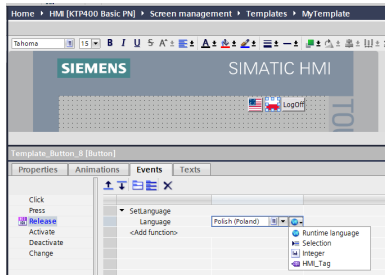 Home ▸ HMI [KTP400 Basic PN] ▸ Screen management ▸ Templates ▸ MyTemplate
Tahoma 15 B I U S A A
SIEMENS SIMATIC HMI
LogOff
TOU
Template_Button_8 [Button]
Properties Animations Events Texts
Click
Press
Release
Activate
Deactivate
Change
SetLanguage
Language Polish (Poland)
<Add function>
Runtime language
Selection
Integer
HMI_Tag